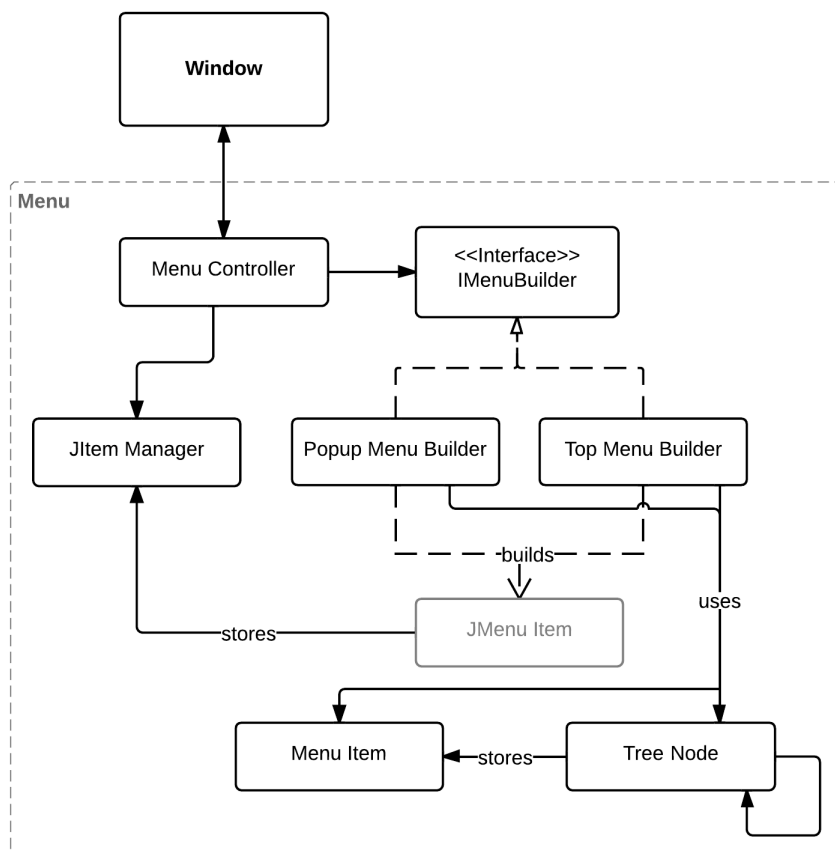 Window
Menu
Menu Controller
<<Interface>>
IMenuBuilder
JItem Manager
Popup Menu Builder
Top Menu Builder
builds
uses
JMenu Item
stores
Menu Item
stores
Tree Node